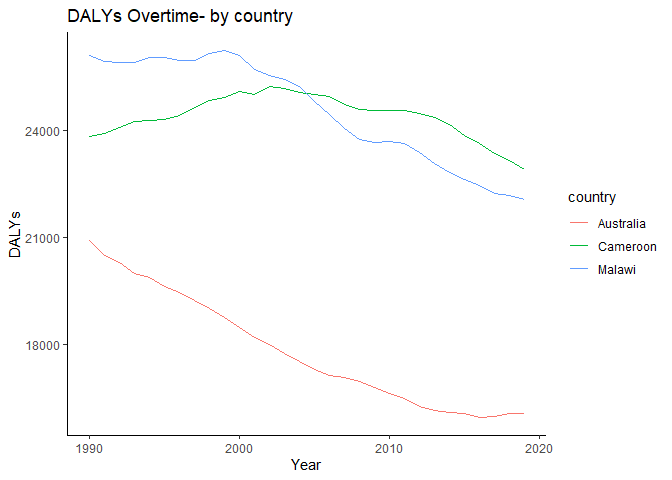 DALYs Overtime- by country
DALYs
24000
21000
18000
1990
2000
2010
2020
Year
country
Australia
Cameroon
Malawi